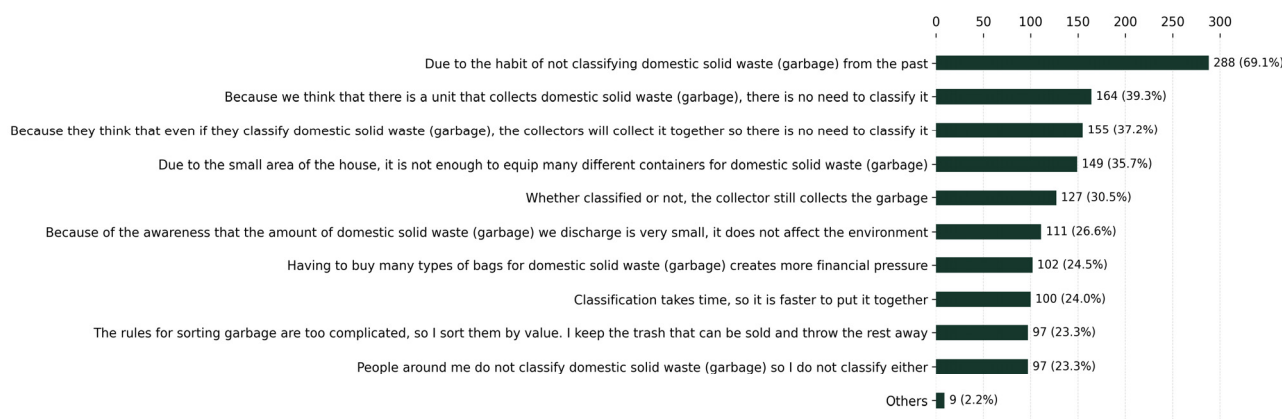 0 50 100 150 200 250 300
Due to the habit of not classifying domestic solid waste (garbage) from the past 288 (69.1%)
Because we think that there is a unit that collects domestic solid waste (garbage), there is no need to classify it 164 (39.3%)
Because they think that even if they classify domestic solid waste (garbage), the collectors will collect it together so there is no need to classify it 155 (37.2%)
Due to the small area of the house, it is not enough to equip many different containers for domestic solid waste (garbage) 149 (35.7%)
Whether classified or not, the collector still collects the garbage 127 (30.5%)
Because of the awareness that the amount of domestic solid waste (garbage) we discharge is very small, it does not affect the environment 111 (26.6%)
Having to buy many types of bags for domestic solid waste (garbage) creates more financial pressure 102 (24.5%)
Classification takes time, so it is faster to put it together 100 (24.0%)
The rules for sorting garbage are too complicated, so I sort them by value. I keep the trash that can be sold and throw the rest away 97 (23.3%)
People around me do not classify domestic solid waste (garbage) so I do not classify either 97 (23.3%)
Others 9 (2.2%)